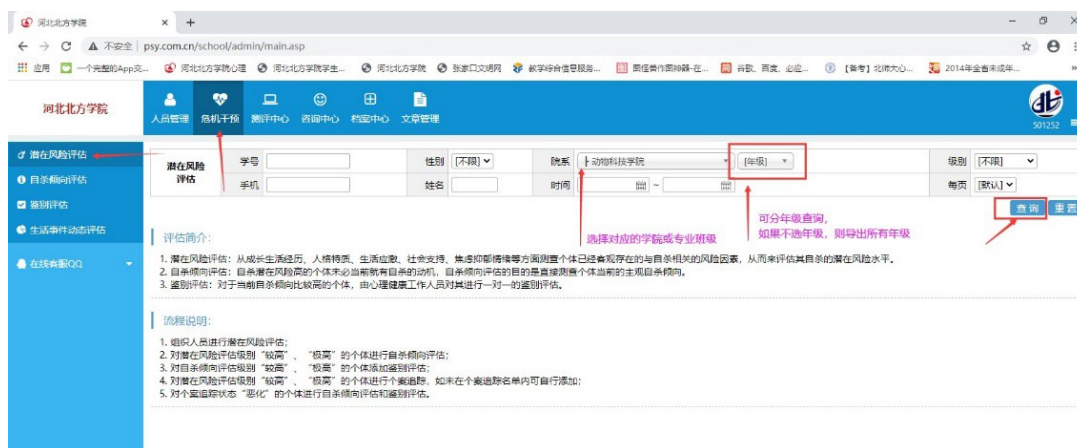 河北北方学院
不安全 | psy.com.cn/school/admin/main.asp
应用 一个完整的App交... 河北北方学院心理 河北北方学院学生... 河北北方学院 张家口文明网 教学综合信息服务... 图怪兽作图神器-在... 谷歌、百度、必应... 【备考】北师大心... 2014年全省未成年...
河北北方学院
人员管理 危机干预 测评中心 咨询中心 档案中心 文章管理
501252
潜在风险评估
自杀倾向评估
鉴别评估
生活事件动态评估
在线客服QQ
潜在风险
评估
学号 性别 [不限] 院系 ├动物科技学院 [年级] 级别 [不限]
手机 姓名 时间 ~ 每页 [默认]
查询 重置
可分年级查询,
如果不选年级, 则导出所有年级
选择对应的学院或专业班级
评估简介:
1. 潜在风险评估: 从成长生活经历、人格特质、生活应激、社会支持、焦虑抑郁情绪等方面测查个体已经客观存在的与自杀相关的风险因素, 从而来评估其自杀的潜在风险水平。
2. 自杀倾向评估: 自杀潜在风险高的个体未必当前就有自杀的动机, 自杀倾向评估的目的是直接测查个体当前的主观自杀倾向。
3. 鉴别评估: 对于当前自杀倾向比较高的个体, 由心理健康工作人员对其进行一对一的鉴别评估。
流程说明:
1. 组织人员进行潜在风险评估;
2. 对潜在风险评估级别“较高”、“极高”的个体进行自杀倾向评估;
3. 对自杀倾向评估级别“较高”、“极高”的个体添加鉴别评估;
4. 对潜在风险评估级别“较高”、“极高”的个体进行个案追踪, 如未在个案追踪名单内可自行添加;
5. 对个案追踪状态“恶化”的个体进行自杀倾向评估和鉴别评估。